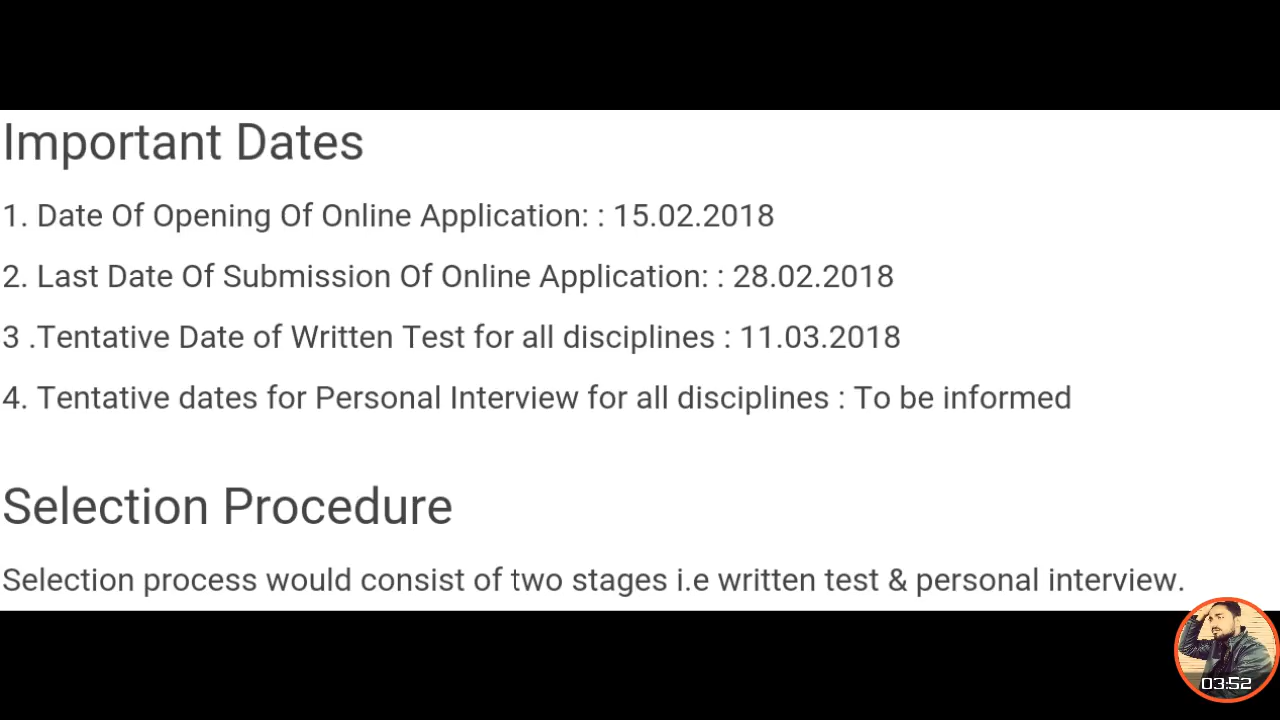 Important Dates
1. Date Of Opening Of Online Application: : 15.02.2018
2. Last Date Of Submission Of Online Application: : 28.02.2018
3 .Tentative Date of Written Test for all disciplines : 11.03.2018
4. Tentative dates for Personal Interview for all disciplines : To be informed
Selection Procedure
Selection process would consist of two stages i.e written test & personal interview.
03:52